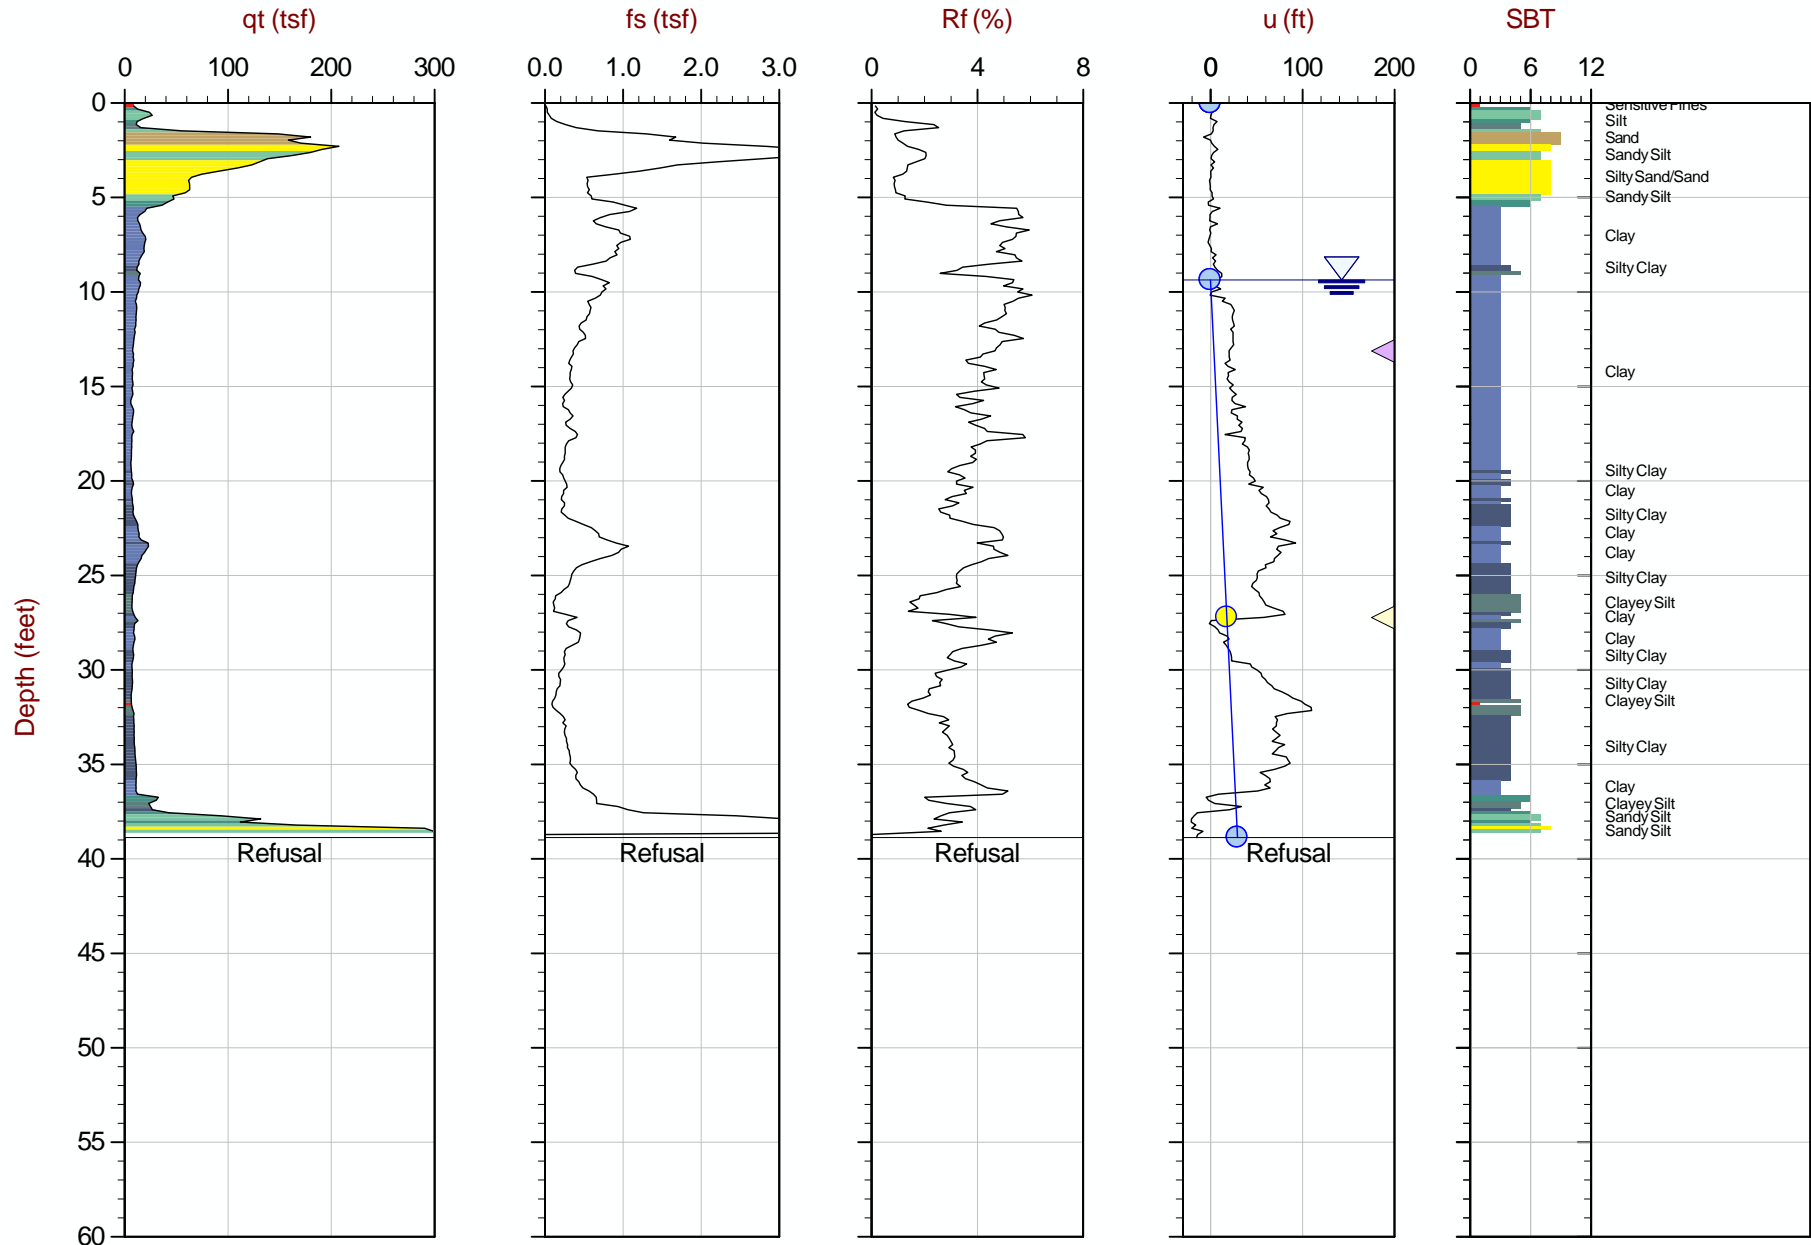 qt (tsf) fs (tsf) Rf (%) u (ft) SBT
0 100 200 300 0.0 1.0 2.0 3.0 0 4 8 0 100 200 0 6 12
0
Sensitive Fines
Silt
Sand
Sandy Silt
Silty Sand/Sand
5 Sandy Silt
Clay
Silty Clay
10
Clay
15
Silty Clay
20
Clay
Silty Clay
Clay
Clay
25
Silty Clay
Clayey Silt
Clay
Clay
Silty Clay
30
Silty Clay
Clayey Silt
Silty Clay
35
Clay
Clayey Silt
Sandy Silt
Sandy Silt
Refusal Refusal Refusal Refusal
40
45
50
55
60
Depth (feet)